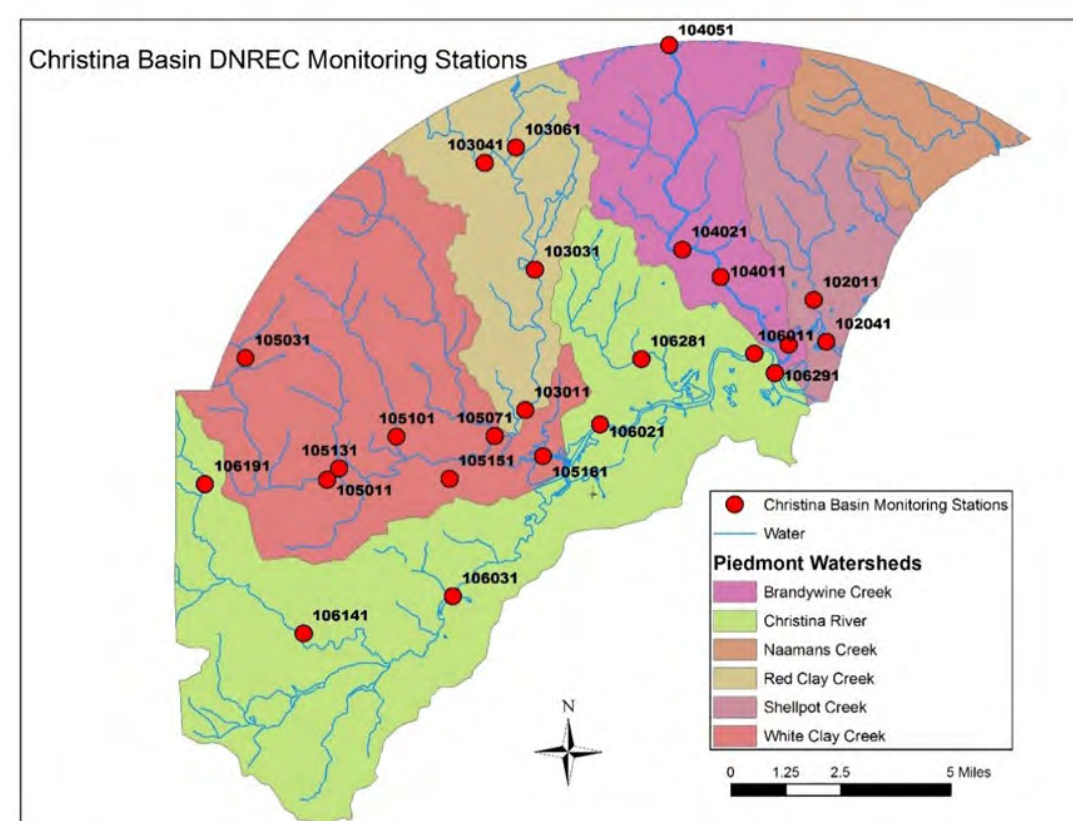 Christina Basin DNREC Monitoring Stations
104051
103061
103041
104021
103031
104011
102011
102041
105031
106281
106011
106291
103011
105101
105071
106021
105131
105151
105161
106191
105011
106031
106141
N
Christina Basin Monitoring Stations
Water
Piedmont Watersheds
Brandywine Creek
Christina River
Naamans Creek
Red Clay Creek
Shellpot Creek
White Clay Creek
0 1.25 2.5 5 Miles